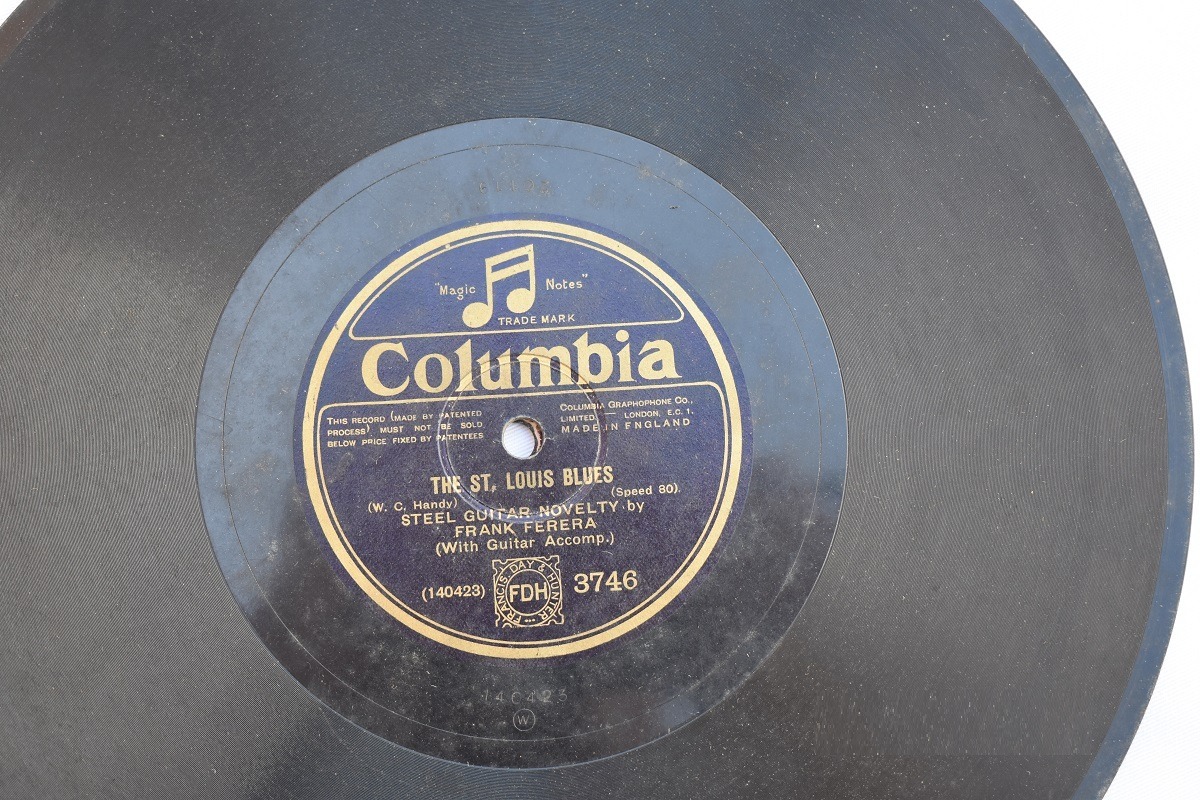 "Magic Notes"
TRADE MARK
Columbia
THIS RECORD (MADE BY PATENTED
PROCESS) MUST NOT BE SOLD
BELOW PRICE FIXED BY PATENTEES
COLUMBIA GRAPHOPHONE CO.,
LIMITED. — LONDON, E.C. 1.
MADE IN ENGLAND
THE ST. LOUIS BLUES
(W. C. Handy) (Speed 80).
STEEL GUITAR NOVELTY by
FRANK FERERA
(With Guitar Accomp.)
(140423) 3746
FRANCIS, DAY & HUNTER
FDH
140423
W